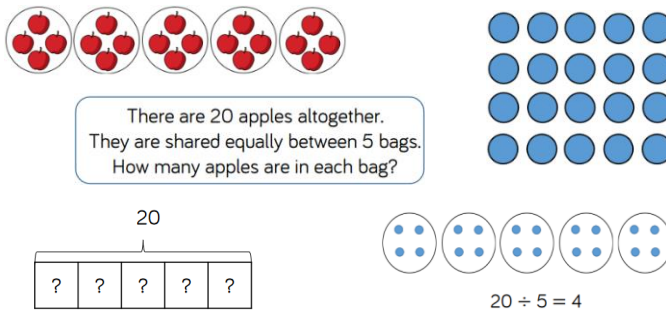 There are 20 apples altogether.
They are shared equally between 5 bags.
How many apples are in each bag?
20
? ? ? ? ?
20 ÷ 5 = 4